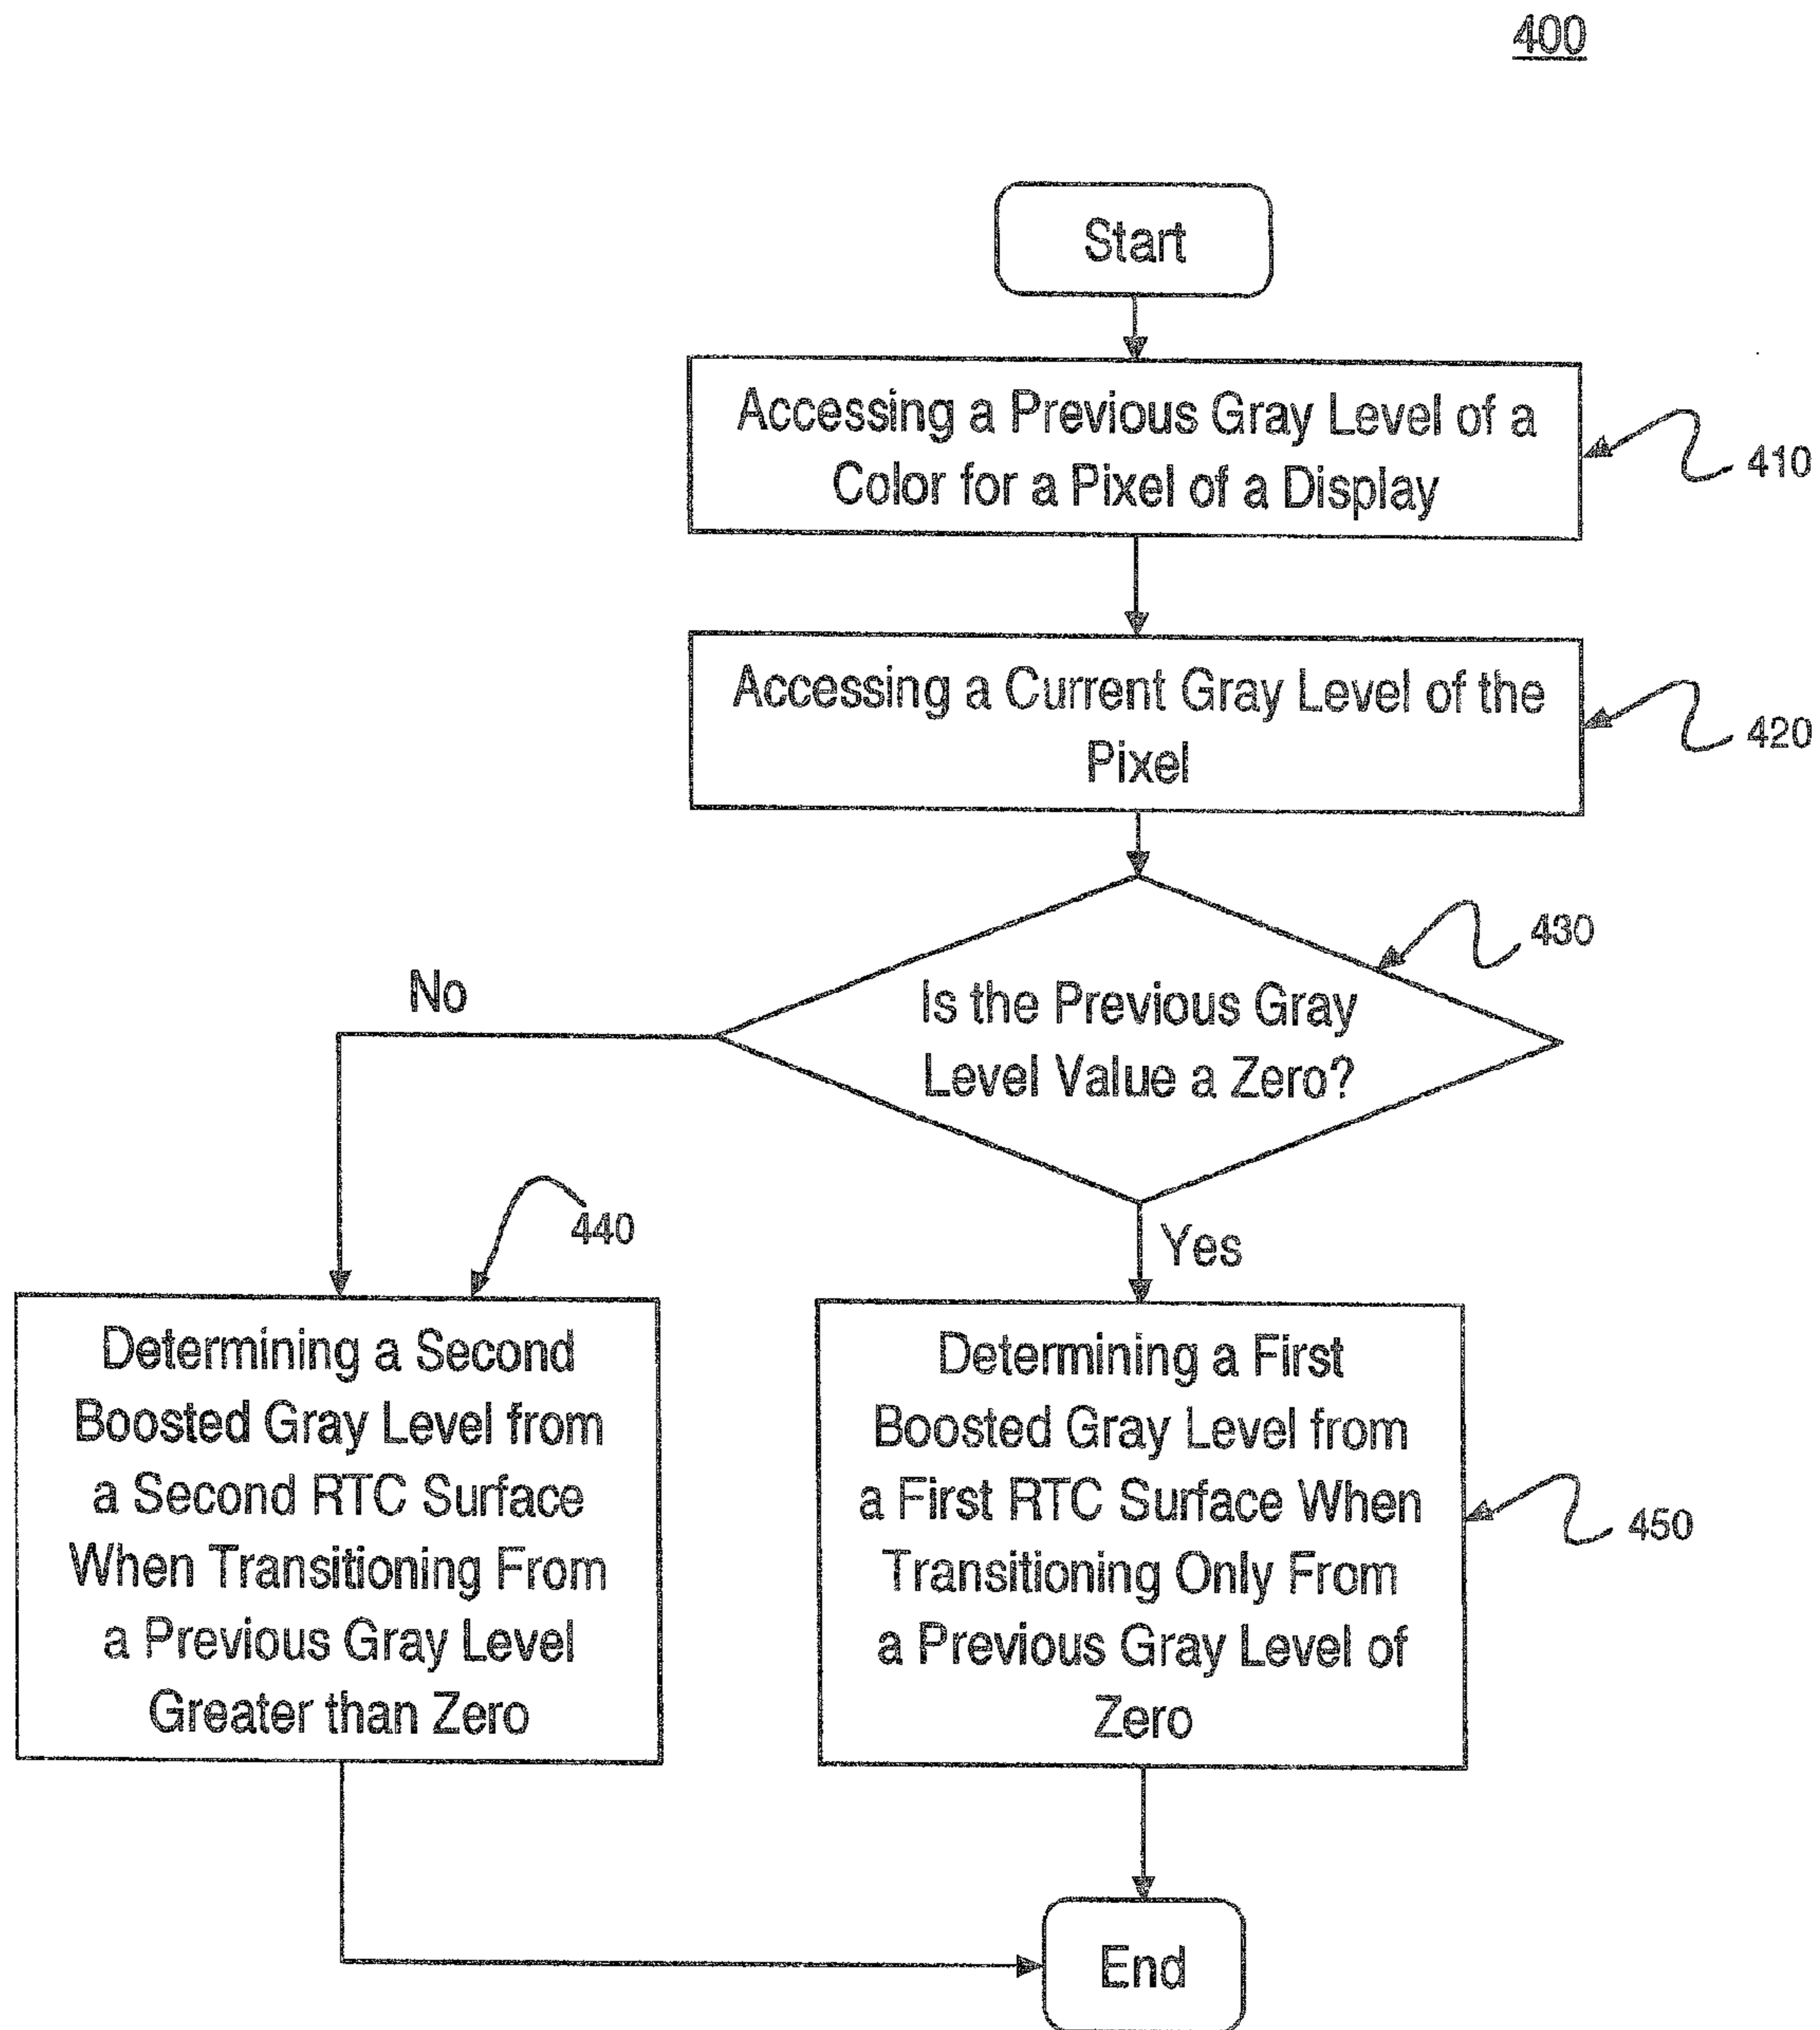 400
Start
Accessing a Previous Gray Level of a
Color for a Pixel of a Display
410
Accessing a Current Gray Level of the
Pixel
420
430
Is the Previous Gray
Level Value a Zero?
No
Yes
440
Determining a Second
Boosted Gray Level from
a Second RTC Surface
When Transitioning From
a Previous Gray Level
Greater than Zero
Determining a First
Boosted Gray Level from
a First RTC Surface When
Transitioning Only From
a Previous Gray Level of
Zero
450
End